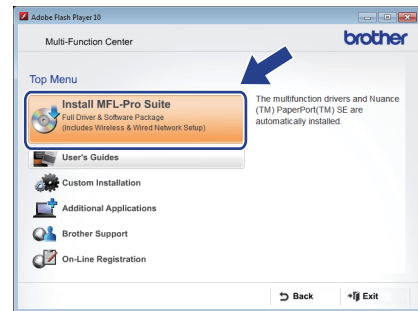 Adobe Flash Player 10
Multi-Function Center
brother
Top Menu
Install MFL-Pro Suite
Full Driver & Software Package
(Includes Wireless & Wired Network Setup)
The multifunction drivers and Nuance
(TM) PaperPort(TM) SE are
automatically installed.
User's Guides
Custom Installation
Additional Applications
Brother Support
On-Line Registration
Back
Exit